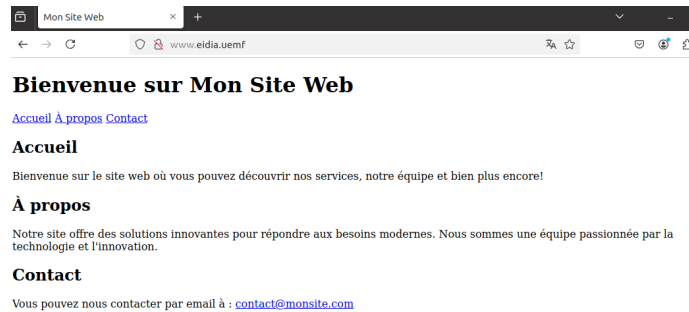 Mon Site Web
www.eidia.uemf
Bienvenue sur Mon Site Web
Accueil À propos Contact
Accueil
Bienvenue sur le site web où vous pouvez découvrir nos services, notre équipe et bien plus encore!
À propos
Notre site offre des solutions innovantes pour répondre aux besoins modernes. Nous sommes une équipe passionnée par la
technologie et l'innovation.
Contact
Vous pouvez nous contacter par email à : contact@monsite.com